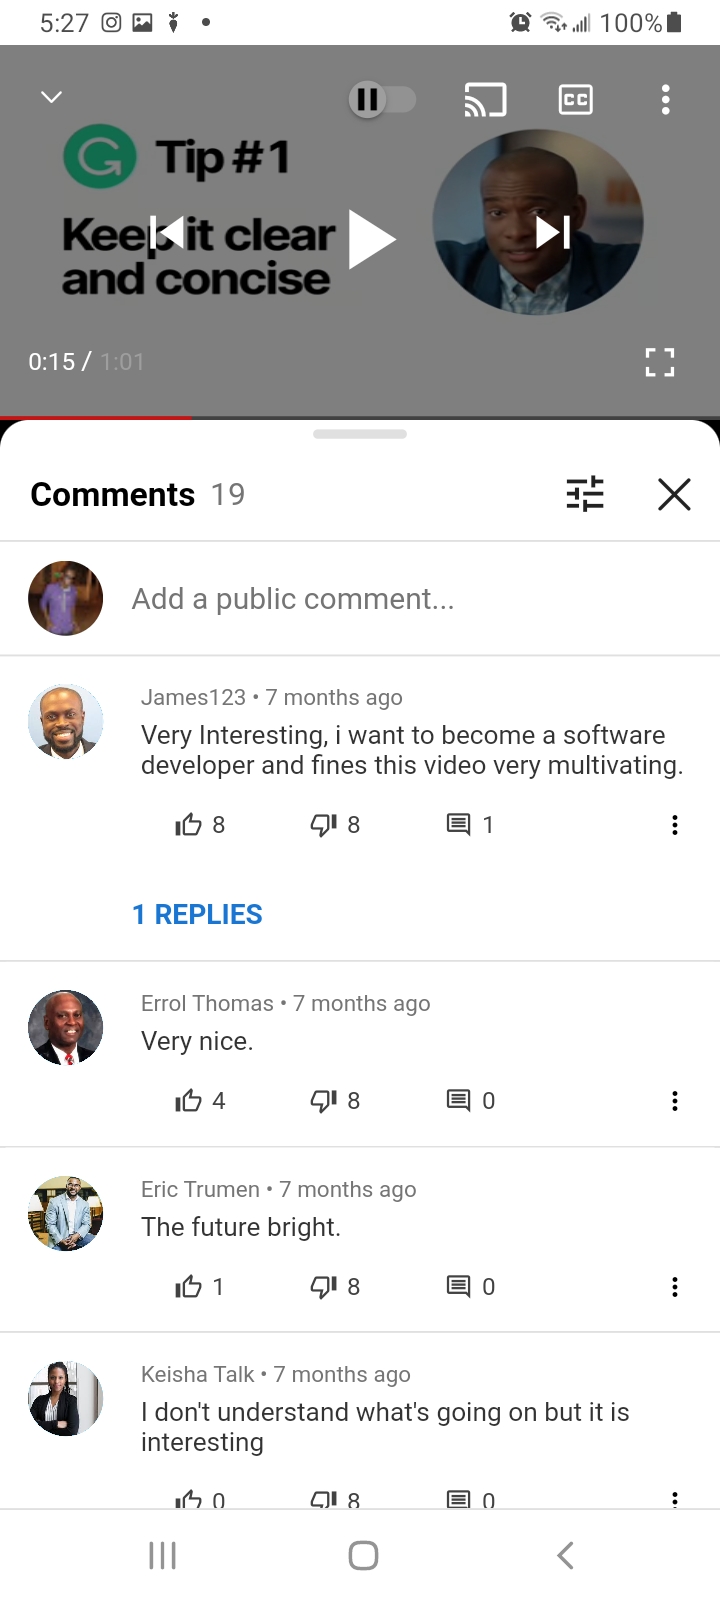 5:27
100%
CC
Tip #1
Keep it clear
and concise
0:15 / 1:01
Comments 19
Add a public comment...
James123 • 7 months ago
Very Interesting, i want to become a software
developer and fines this video very multivating.
8 8 1
1 REPLIES
Errol Thomas • 7 months ago
Very nice.
4 8 0
Eric Trumen • 7 months ago
The future bright.
1 8 0
Keisha Talk • 7 months ago
I don't understand what's going on but it is
interesting
0 8 0